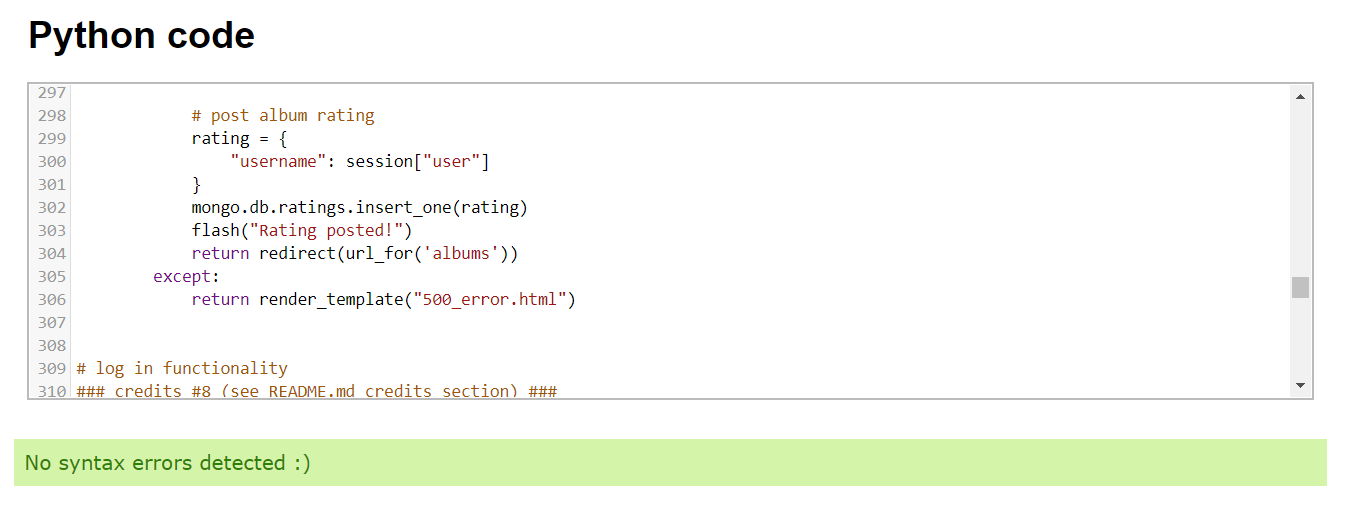 Python code
297
298             # post album rating
299             rating = {
300                 "username": session["user"]
301             }
302             mongo.db.ratings.insert_one(rating)
303             flash("Rating posted!")
304             return redirect(url_for('albums'))
305         except:
306             return render_template("500_error.html")
307
308
309 # log in functionality
310 ### credits #8 (see README.md credits section) ###
No syntax errors detected :)